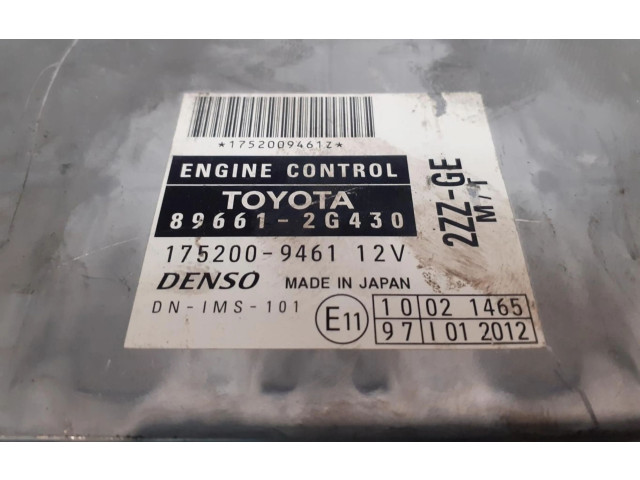 *1752009461Z*
ENGINE CONTROL
TOYOTA
89661-2G430
175200-9461 12V
DENSO MADE IN JAPAN
DN-IMS-101
E11
10 02 1465
97 I 01 2012
2ZZ-GE
M/T